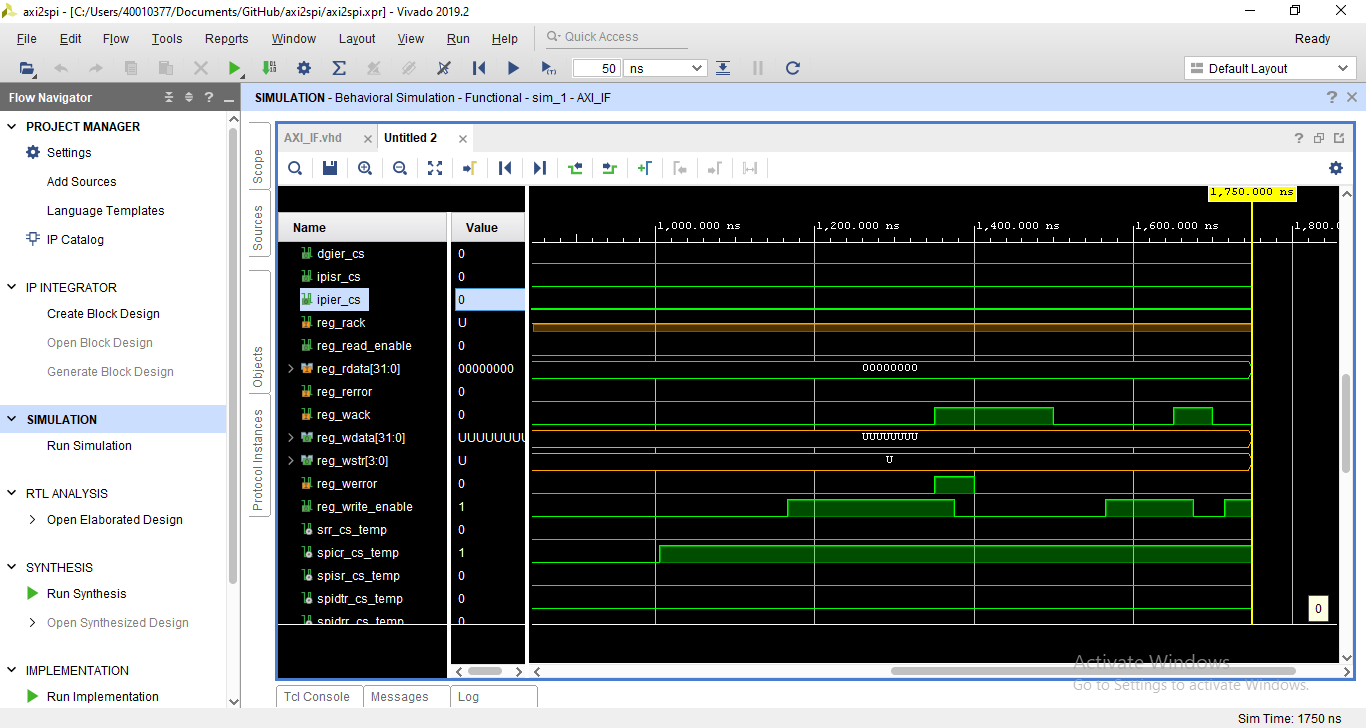 axi2spi - [C:/Users/40010377/Documents/GitHub/axi2spi/axi2spi.xpr] - Vivado 2019.2
File Edit Flow Tools Reports Window Layout View Run Help Quick Access Ready
50 ns Default Layout
Flow Navigator
SIMULATION - Behavioral Simulation - Functional - sim_1 - AXI_IF
PROJECT MANAGER
Settings
Add Sources
Language Templates
IP Catalog
IP INTEGRATOR
Create Block Design
Open Block Design
Generate Block Design
SIMULATION
Run Simulation
RTL ANALYSIS
Open Elaborated Design
SYNTHESIS
Run Synthesis
Open Synthesized Design
IMPLEMENTATION
Run Implementation
Scope
Sources
Objects
Protocol Instances
AXI_IF.vhd Untitled 2
1,750.000 ns
Name Value
1,000.000 ns 1,200.000 ns 1,400.000 ns 1,600.000 ns 1,800.0
dgier_cs 0
ipisr_cs 0
ipier_cs 0
reg_rack U
reg_read_enable 0
reg_rdata[31:0] 00000000 00000000
reg_rerror 0
reg_wack 0
reg_wdata[31:0] UUUUUUUU UUUUUUUU
reg_wstr[3:0] U U
reg_werror 0
reg_write_enable 1
srr_cs_temp 0
spicr_cs_temp 1
spisr_cs_temp 0
spidtr_cs_temp 0
0
spidrr_cs_temp 0
Activate Windows
Go to Settings to activate Windows.
Tcl Console Messages Log
Sim Time: 1750 ns